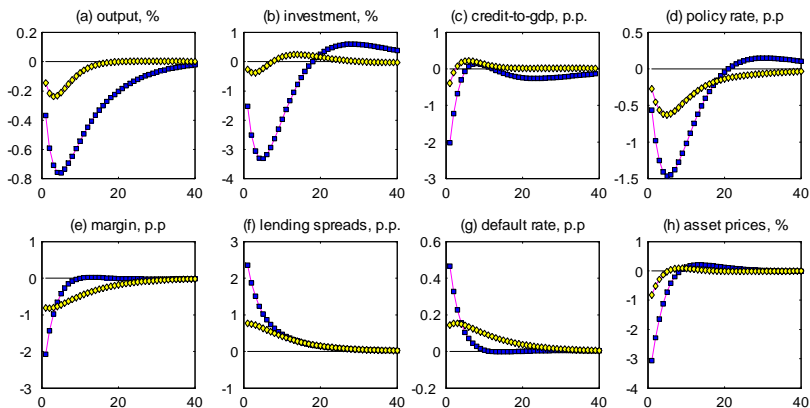 (a) output, %
0.2
0
-0.2
-0.4
-0.6
-0.8
0 20 40
(b) investment, %
1
0
-1
-2
-3
-4
0 20 40
(c) credit-to-gdp, p.p.
1
0
-1
-2
-3
0 20 40
(d) policy rate, p.p
0.5
0
-0.5
-1
-1.5
0 20 40
(e) margin, p.p
1
0
-1
-2
-3
0 20 40
(f) lending spreads, p.p.
3
2
1
0
1
0 20 40
(g) default rate, p.p
0.6
0.4
0.2
0
0.2
0 20 40
(h) asset prices, %
1
0
-1
-2
-3
-4
0 20 40